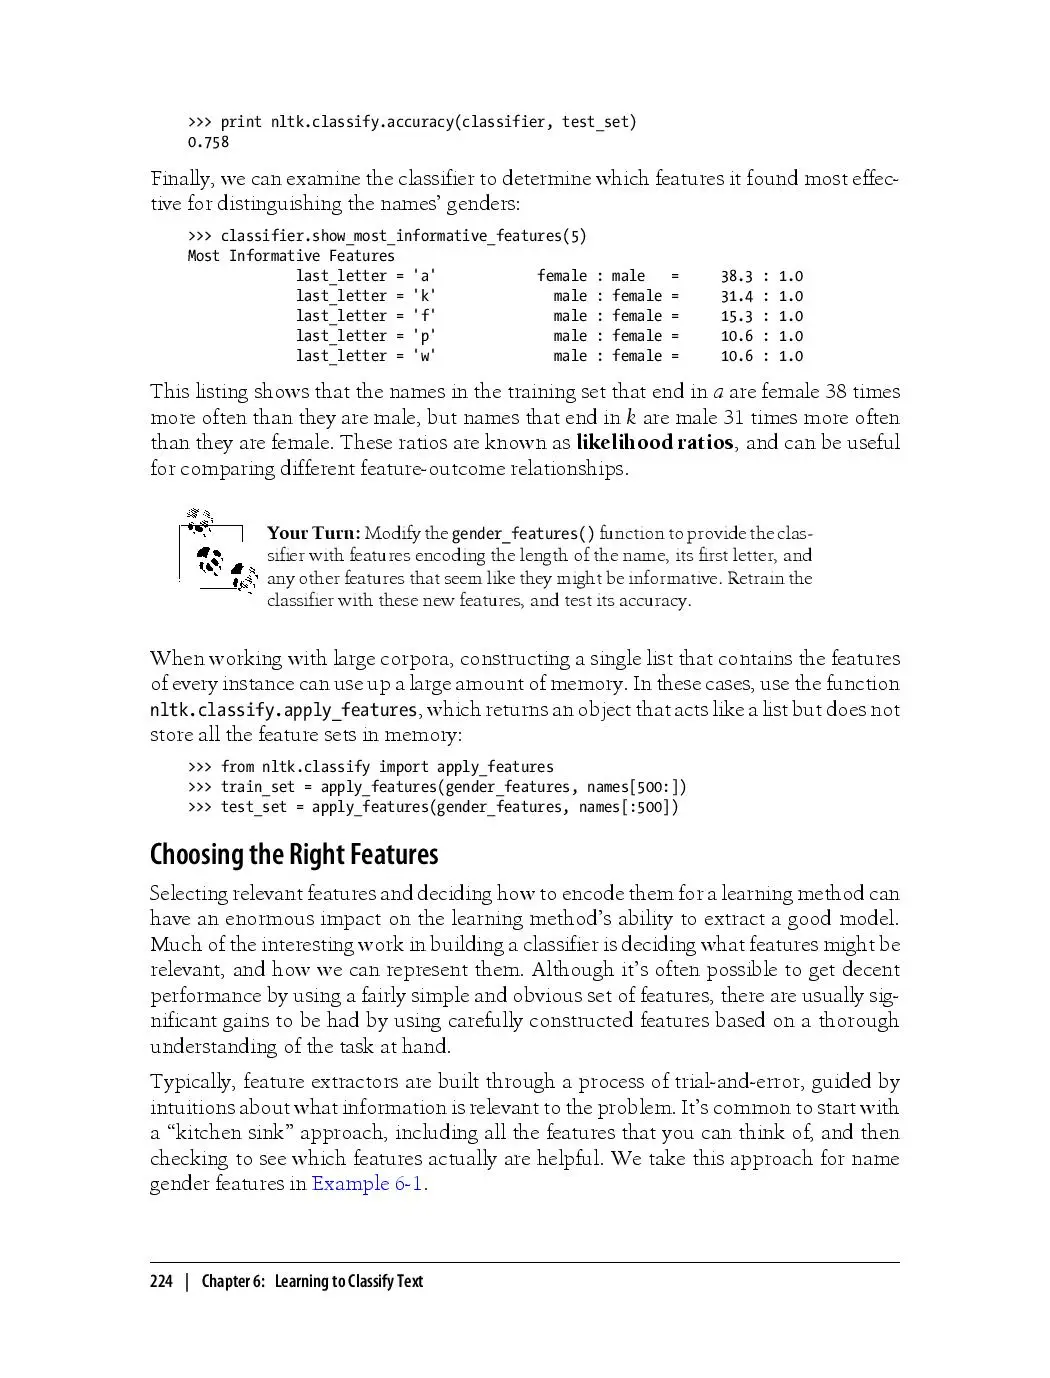 >>> print nltk.classify.accuracy(classifier, test_set)
0.758
Finally, we can examine the classifier to determine which features it found most effec-
tive for distinguishing the names’ genders:
>>> classifier.show_most_informative_features(5)
Most Informative Features
last_letter = 'a' female : male = 38.3 : 1.0
last_letter = 'k' male : female = 31.4 : 1.0
last_letter = 'f' male : female = 15.3 : 1.0
last_letter = 'p' male : female = 10.6 : 1.0
last_letter = 'w' male : female = 10.6 : 1.0
This listing shows that the names in the training set that end in a are female 38 times
more often than they are male, but names that end in k are male 31 times more often
than they are female. These ratios are known as likelihood ratios, and can be useful
for comparing different feature-outcome relationships.
Your Turn: Modify the gender_features() function to provide the clas-
sifier with features encoding the length of the name, its first letter, and
any other features that seem like they might be informative. Retrain the
classifier with these new features, and test its accuracy.
When working with large corpora, constructing a single list that contains the features
of every instance can use up a large amount of memory. In these cases, use the function
nltk.classify.apply_features, which returns an object that acts like a list but does not
store all the feature sets in memory:
>>> from nltk.classify import apply_features
>>> train_set = apply_features(gender_features, names[500:])
>>> test_set = apply_features(gender_features, names[:500])
Choosing the Right Features
Selecting relevant features and deciding how to encode them for a learning method can
have an enormous impact on the learning method’s ability to extract a good model.
Much of the interesting work in building a classifier is deciding what features might be
relevant, and how we can represent them. Although it’s often possible to get decent
performance by using a fairly simple and obvious set of features, there are usually sig-
nificant gains to be had by using carefully constructed features based on a thorough
understanding of the task at hand.
Typically, feature extractors are built through a process of trial-and-error, guided by
intuitions about what information is relevant to the problem. It’s common to start with
a “kitchen sink” approach, including all the features that you can think of, and then
checking to see which features actually are helpful. We take this approach for name
gender features in Example 6-1.
224 | Chapter 6: Learning to Classify Text